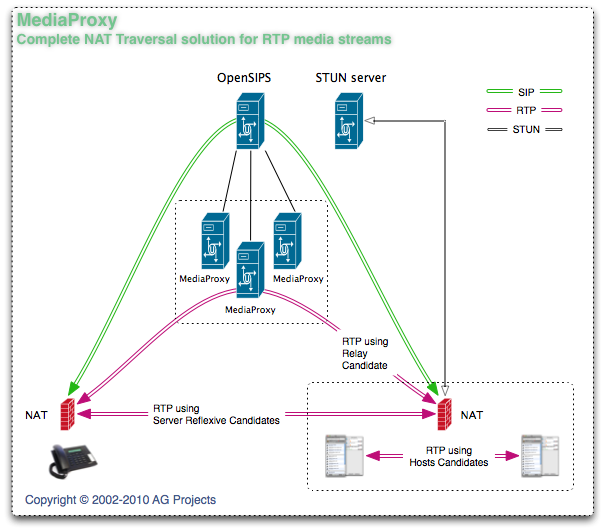 MediaProxy
Complete NAT Traversal solution for RTP media streams
OpenSIPS
STUN server
SIP
RTP
STUN
MediaProxy
MediaProxy
MediaProxy
RTP using
Relay
Candidate
NAT
RTP using
Server Reflexive Candidates
NAT
RTP using
Hosts Candidates
Copyright © 2002-2010 AG Projects